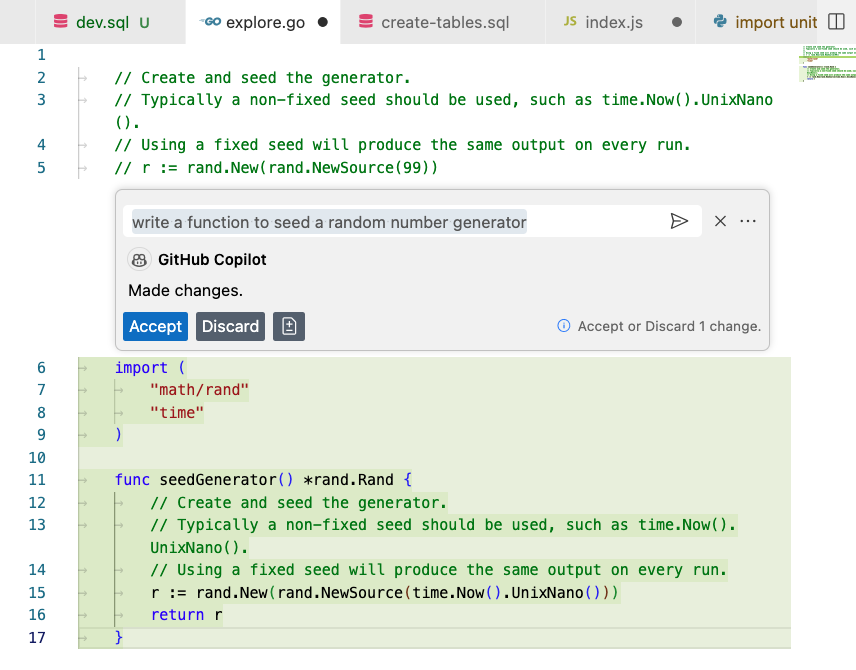 dev.sql U explore.go create-tables.sql JS index.js import unit
1
2 // Create and seed the generator.
3 // Typically a non-fixed seed should be used, such as time.Now().UnixNano
().
4 // Using a fixed seed will produce the same output on every run.
5 // r := rand.New(rand.NewSource(99))
write a function to seed a random number generator
GitHub Copilot
Made changes.
Accept Discard Accept or Discard 1 change.
6 import (
7 "math/rand"
8 "time"
9 )
10
11 func seedGenerator() *rand.Rand {
12 // Create and seed the generator.
13 // Typically a non-fixed seed should be used, such as time.Now().
UnixNano().
14 // Using a fixed seed will produce the same output on every run.
15 r := rand.New(rand.NewSource(time.Now().UnixNano()))
16 return r
17 }